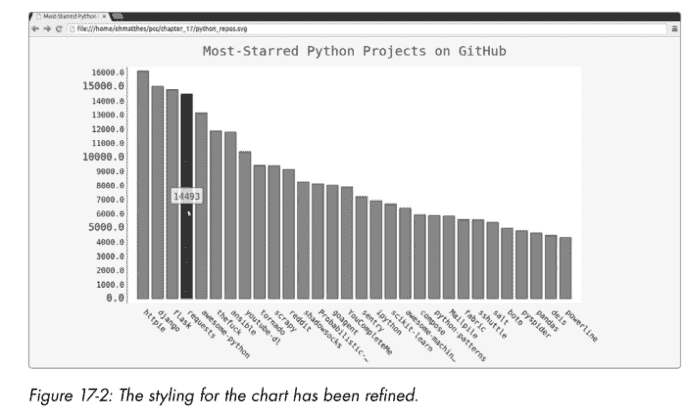 Most-Starred Python
file:///home/ehmatthes/pcc/chapter_17/python_repos.svg
Most-Starred Python Projects on GitHub
16000.0
15000.0
14000.0
13000.0
12000.0
11000.0
10000.0
9000.0
8000.0
14493
7000.0
6000.0
5000.0
4000.0
3000.0
2000.0
1000.0
0.0
httpie
django
flask
requests
awesome-python
thefuck
ansible
youtube-dl
tornado
scrapy
reddit
shadowsocks
Probabilistic-…
goagent
YouCompleteMe
sentry
ipython
scikit-learn
awesome-machin…
compose
python-patterns
Mailpile
fabric
sshuttle
salt
boto
pyspider
pandas
deis
powerline
Figure 17-2: The styling for the chart has been refined.